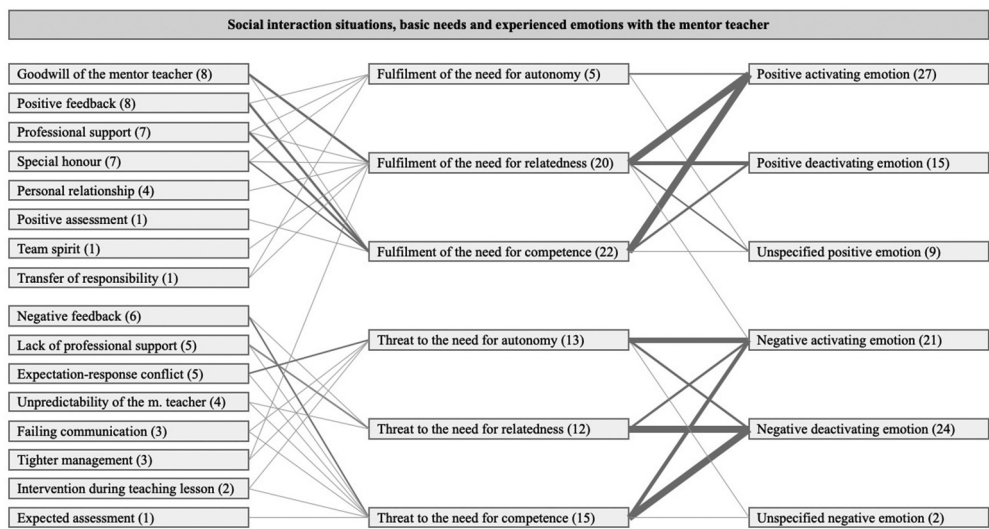 Social interaction situations, basic needs and experienced emotions with the mentor teacher
Goodwill of the mentor teacher (8)
Positive feedback (8)
Professional support (7)
Special honour (7)
Personal relationship (4)
Positive assessment (1)
Team spirit (1)
Transfer of responsibility (1)
Negative feedback (6)
Lack of professional support (5)
Expectation-response conflict (5)
Unpredictability of the m. teacher (4)
Failing communication (3)
Tighter management (3)
Intervention during teaching lesson (2)
Expected assessment (1)
Fulfilment of the need for autonomy (5)
Fulfilment of the need for relatedness (20)
Fulfilment of the need for competence (22)
Threat to the need for autonomy (13)
Threat to the need for relatedness (12)
Threat to the need for competence (15)
Positive activating emotion (27)
Positive deactivating emotion (15)
Unspecified positive emotion (9)
Negative activating emotion (21)
Negative deactivating emotion (24)
Unspecified negative emotion (2)